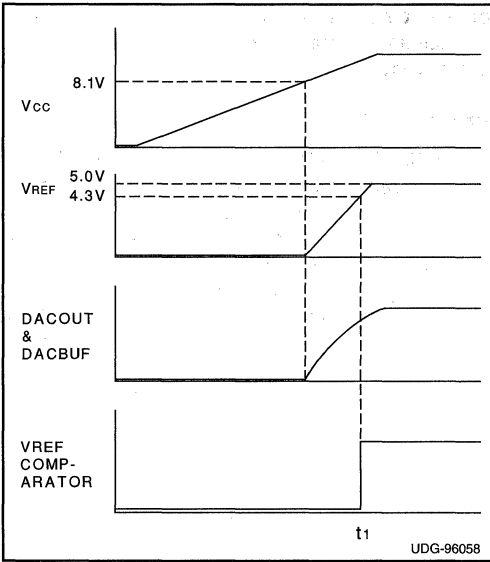 8.1V
VCC
5.0V
VREF
4.3V
DACOUT
&
DACBUF
VREF
COMP-
ARATOR
t1
UDG-96058